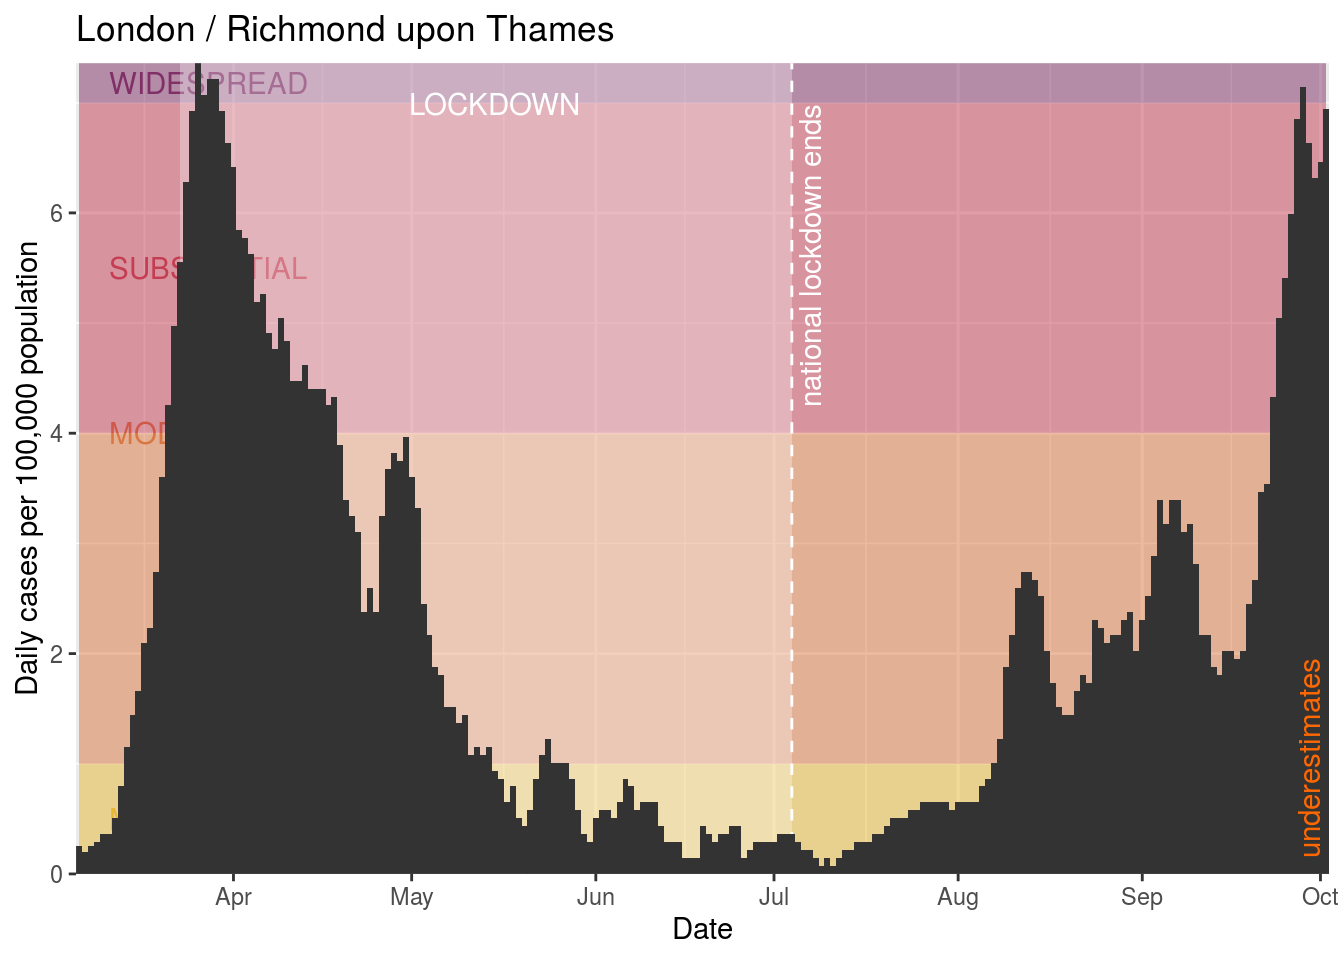 London / Richmond upon Thames
WIDESPREAD
LOCKDOWN
national lockdown ends
6
4
2
0
Daily cases per 100,000 population
underestimates
Apr
May
Jun
Jul
Aug
Sep
Oct
Date